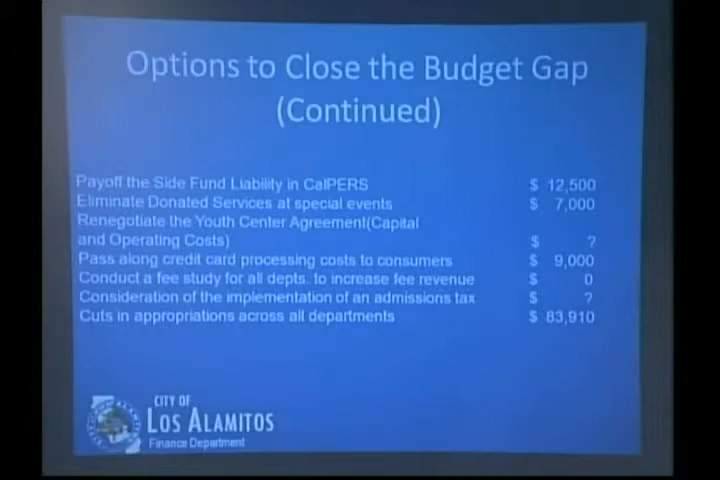 Options to Close the Budget Gap
(Continued)
Payoff the Side Fund Liability in CalPERS $ 12,500
Eliminate Donated Services at special events $ 7,000
Renegotiate the Youth Center Agreement(Capital
and Operating Costs) $ ?
Pass along credit card processing costs to consumers $ 9,000
Conduct a fee study for all depts. to increase fee revenue $ 0
Consideration of the implementation of an admissions tax $ ?
Cuts in appropriations across all departments $ 83,910
CITY OF
LOS ALAMITOS
Finance Department